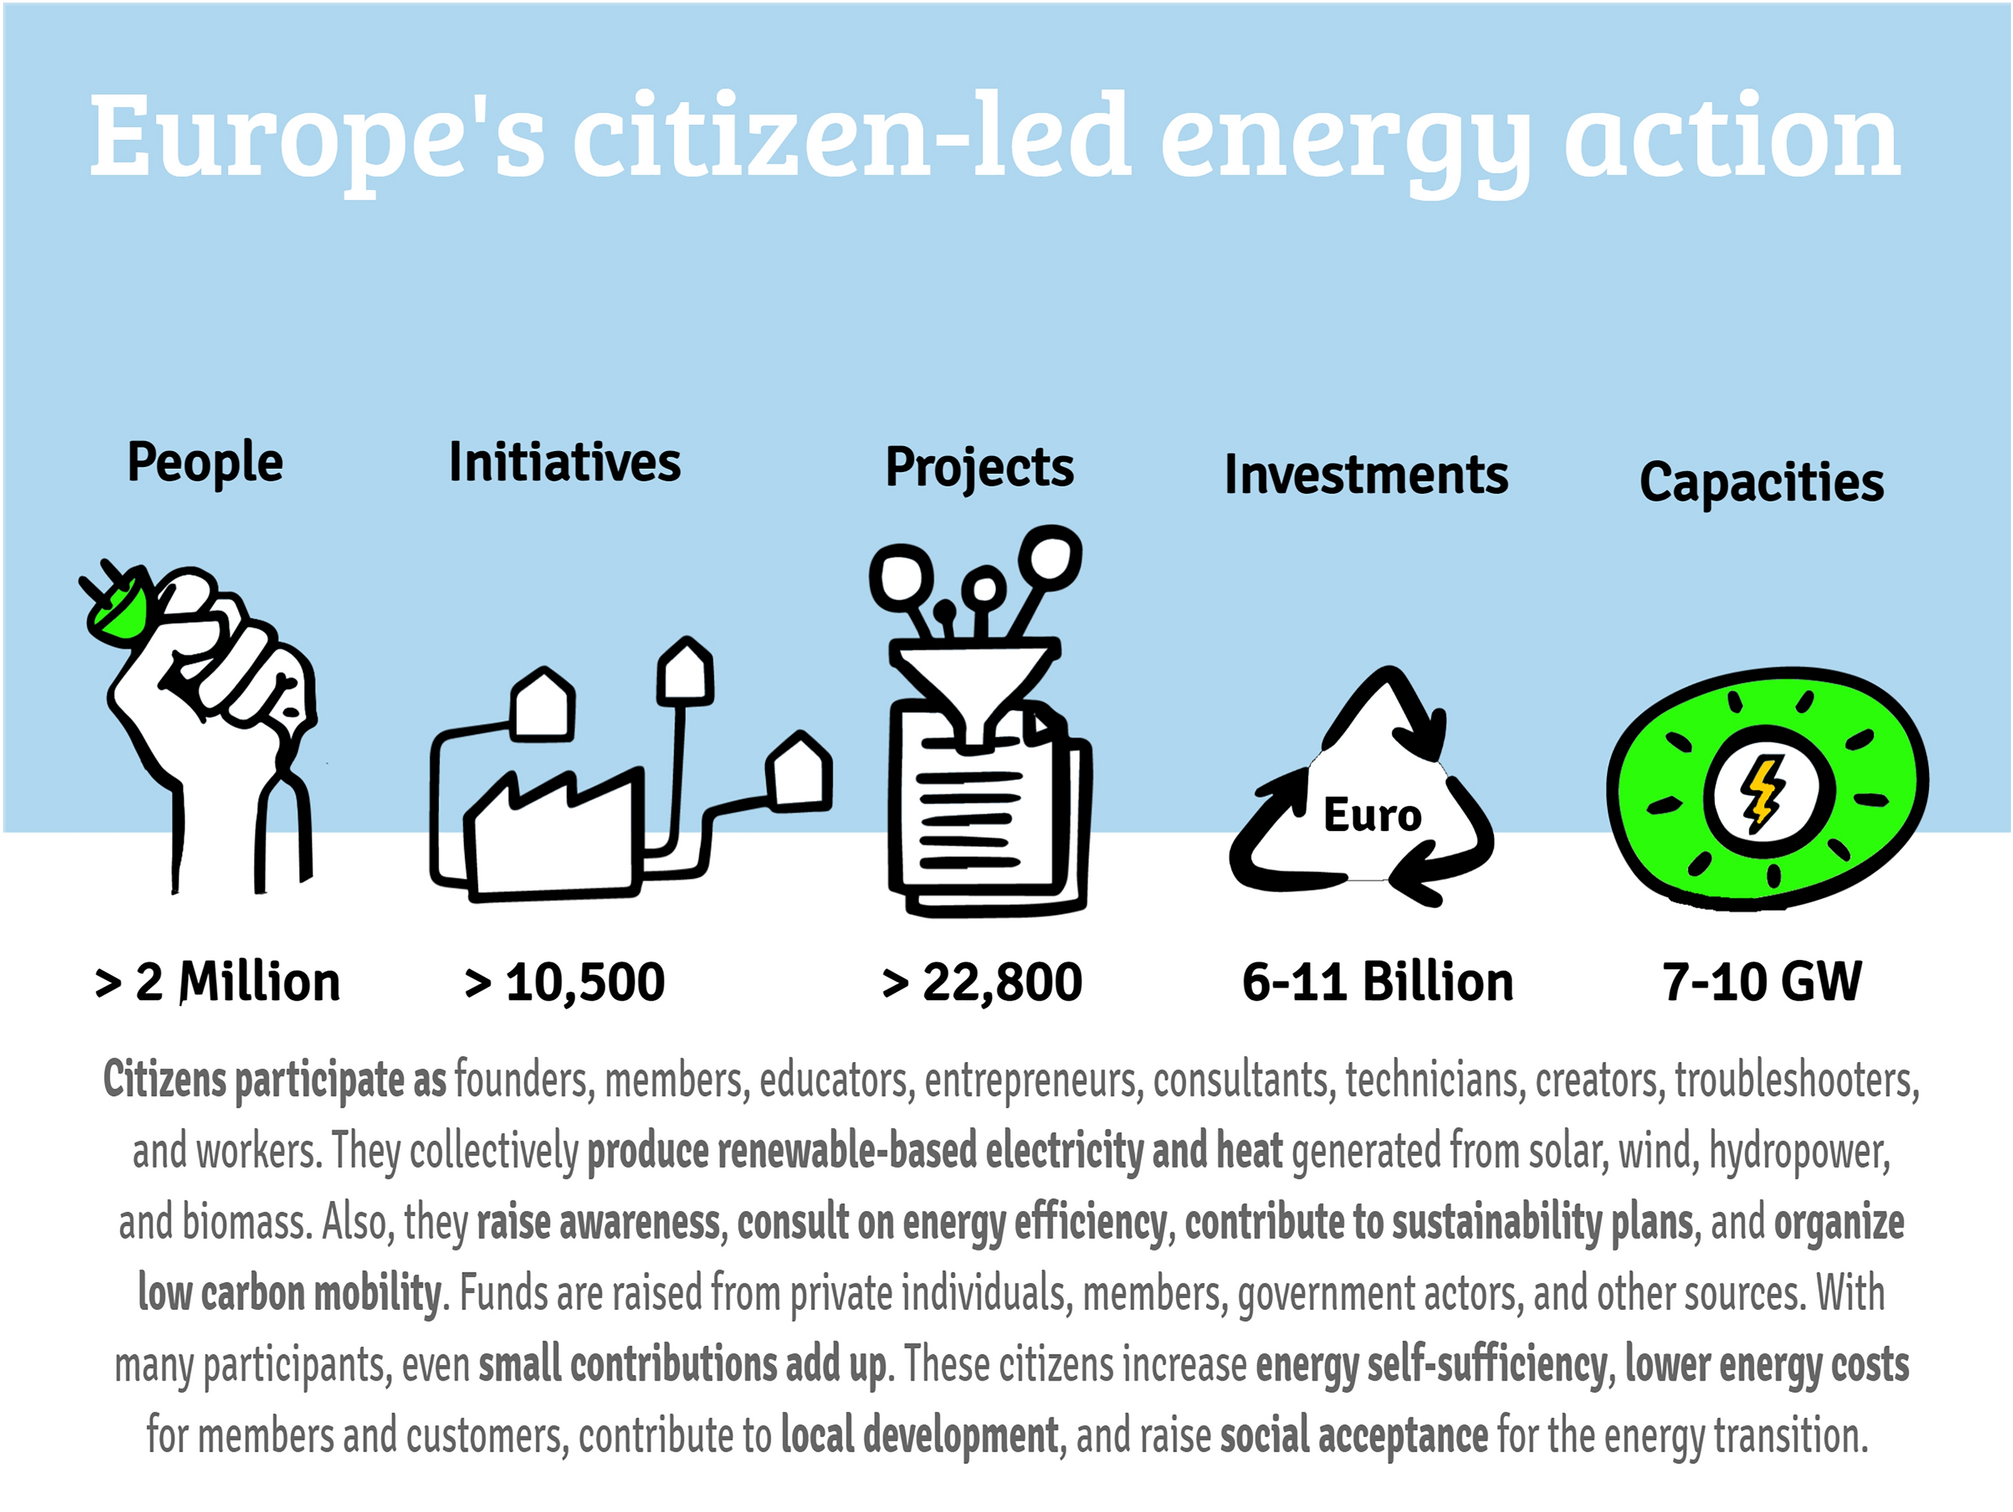 Europe's citizen-led energy action
People
Initiatives
Projects
Investments
Capacities
Euro
> 2 Million
> 10,500
> 22,800
6-11 Billion
7-10 GW
Citizens participate as founders, members, educators, entrepreneurs, consultants, technicians, creators, troubleshooters,
and workers. They collectively produce renewable-based electricity and heat generated from solar, wind, hydropower,
and biomass. Also, they raise awareness, consult on energy efficiency, contribute to sustainability plans, and organize
low carbon mobility. Funds are raised from private individuals, members, government actors, and other sources. With
many participants, even small contributions add up. These citizens increase energy self-sufficiency, lower energy costs
for members and customers, contribute to local development, and raise social acceptance for the energy transition.